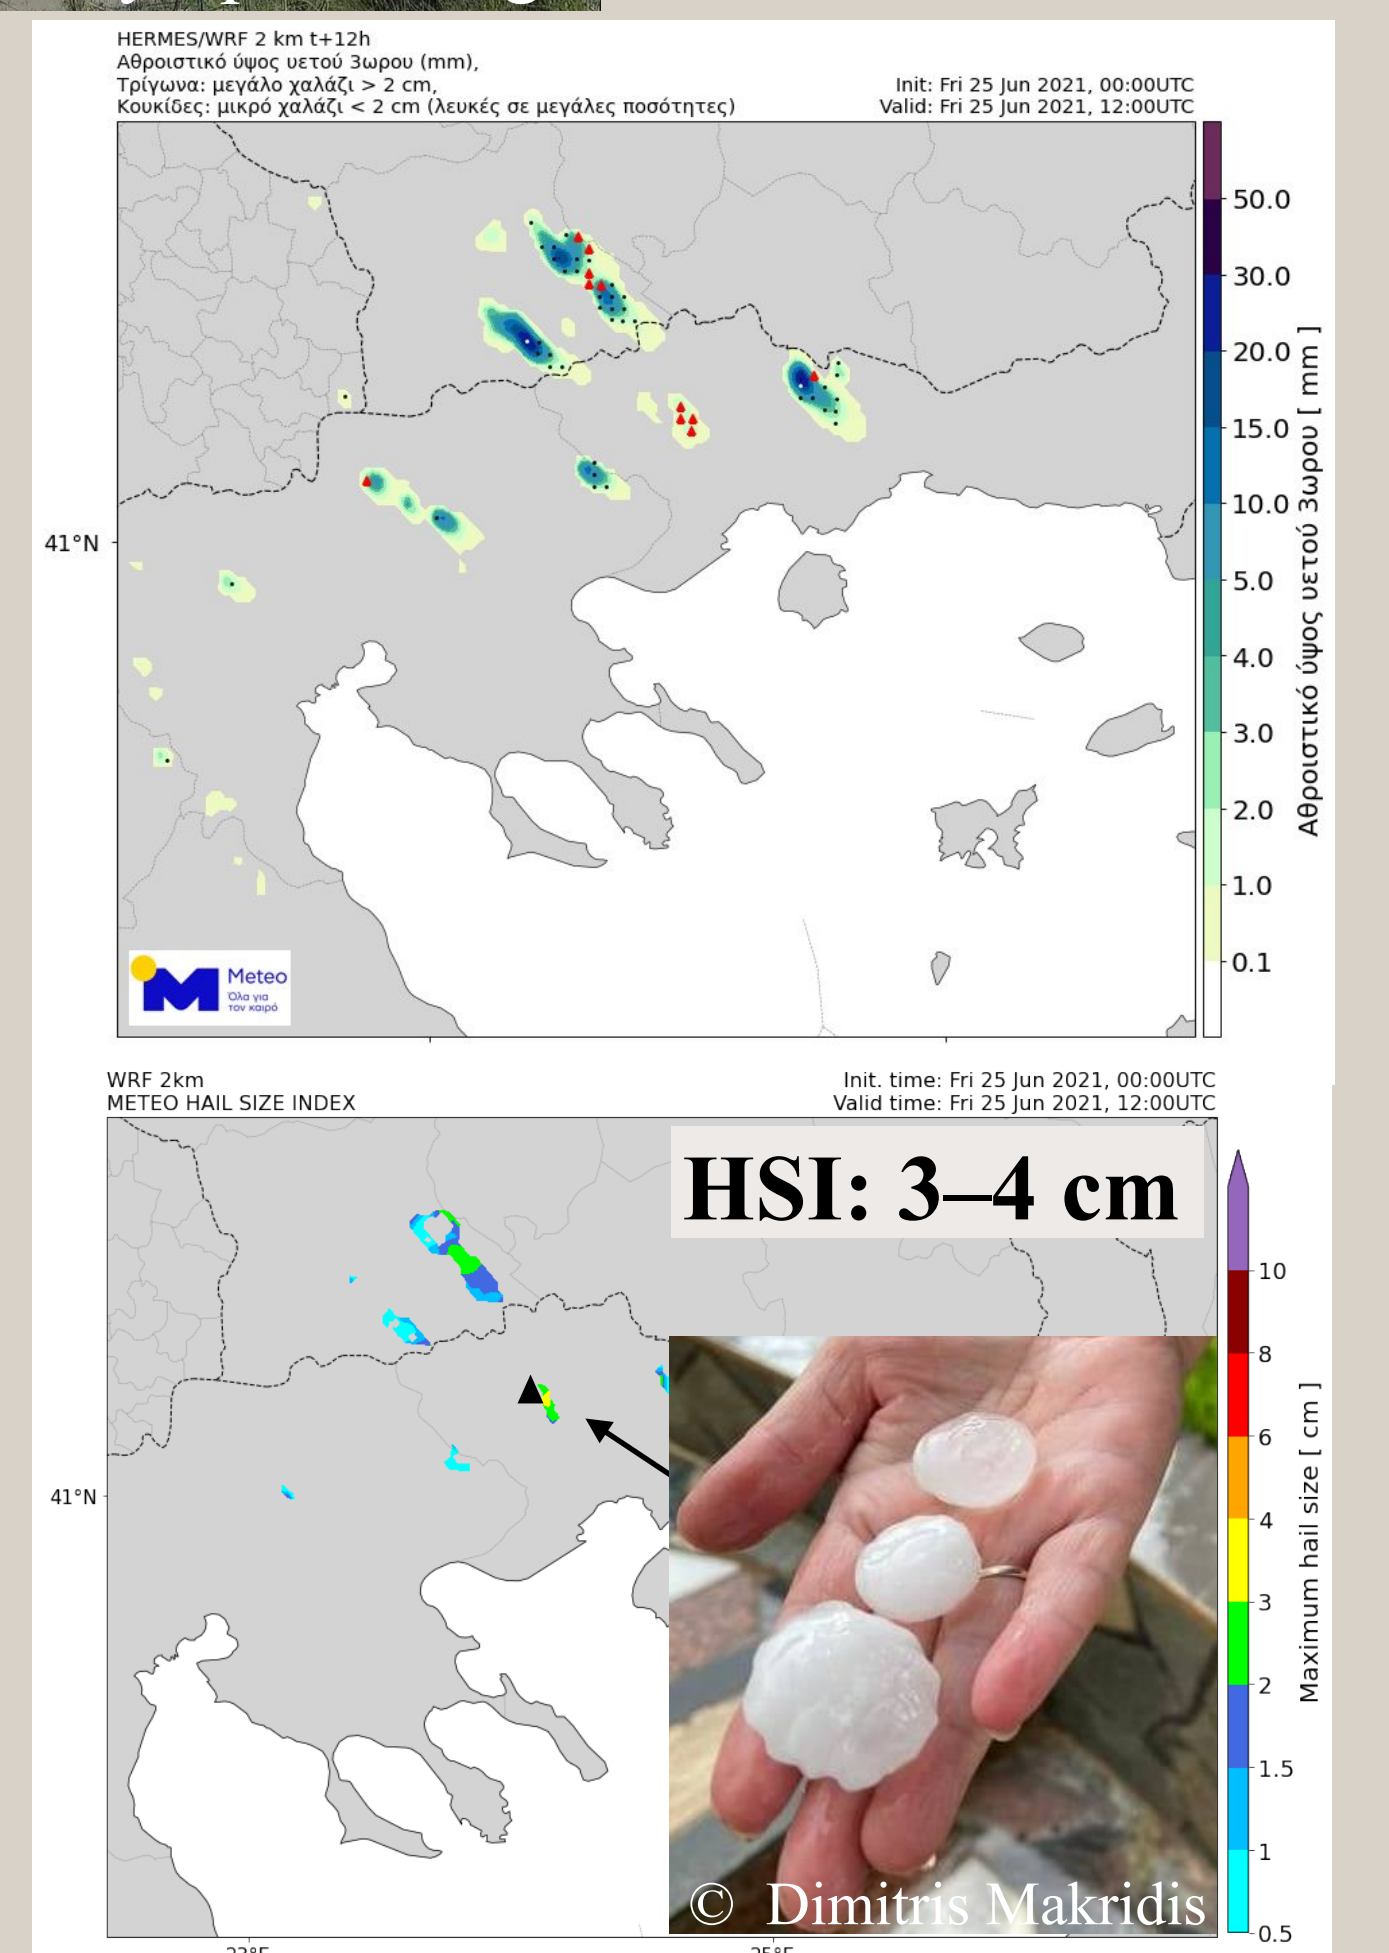 HERMES/WRF 2 km t+12h
Αθροιστικό ύψος υετού 3ωρου (mm),
Τρίγωνα: μεγάλο χαλάζι > 2 cm,
Κουκίδες: μικρό χαλάζι < 2 cm (λευκές σε μεγάλες ποσότητες)
Init: Fri 25 Jun 2021, 00:00UTC
Valid: Fri 25 Jun 2021, 12:00UTC
50.0
30.0
20.0
15.0
10.0
5.0
4.0
3.0
2.0
1.0
0.1
Αθροιστικό ύψος υετού 3ωρου [ mm ]
41°N
Meteo
Όλα για
τον καιρό
WRF 2km
METEO HAIL SIZE INDEX
Init. time: Fri 25 Jun 2021, 00:00UTC
Valid time: Fri 25 Jun 2021, 12:00UTC
HSI: 3–4 cm
10
8
6
4
3
2
1.5
1
0.5
Maximum hail size [ cm ]
41°N
© Dimitris Makridis
23°E
25°E